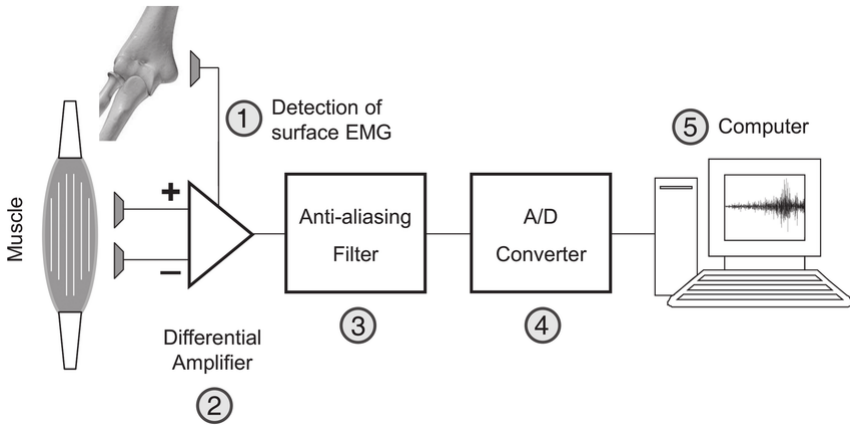 1 Detection of
surface EMG
5 Computer
Muscle
+
−
Anti-aliasing
Filter
A/D
Converter
3
4
Differential
Amplifier
2